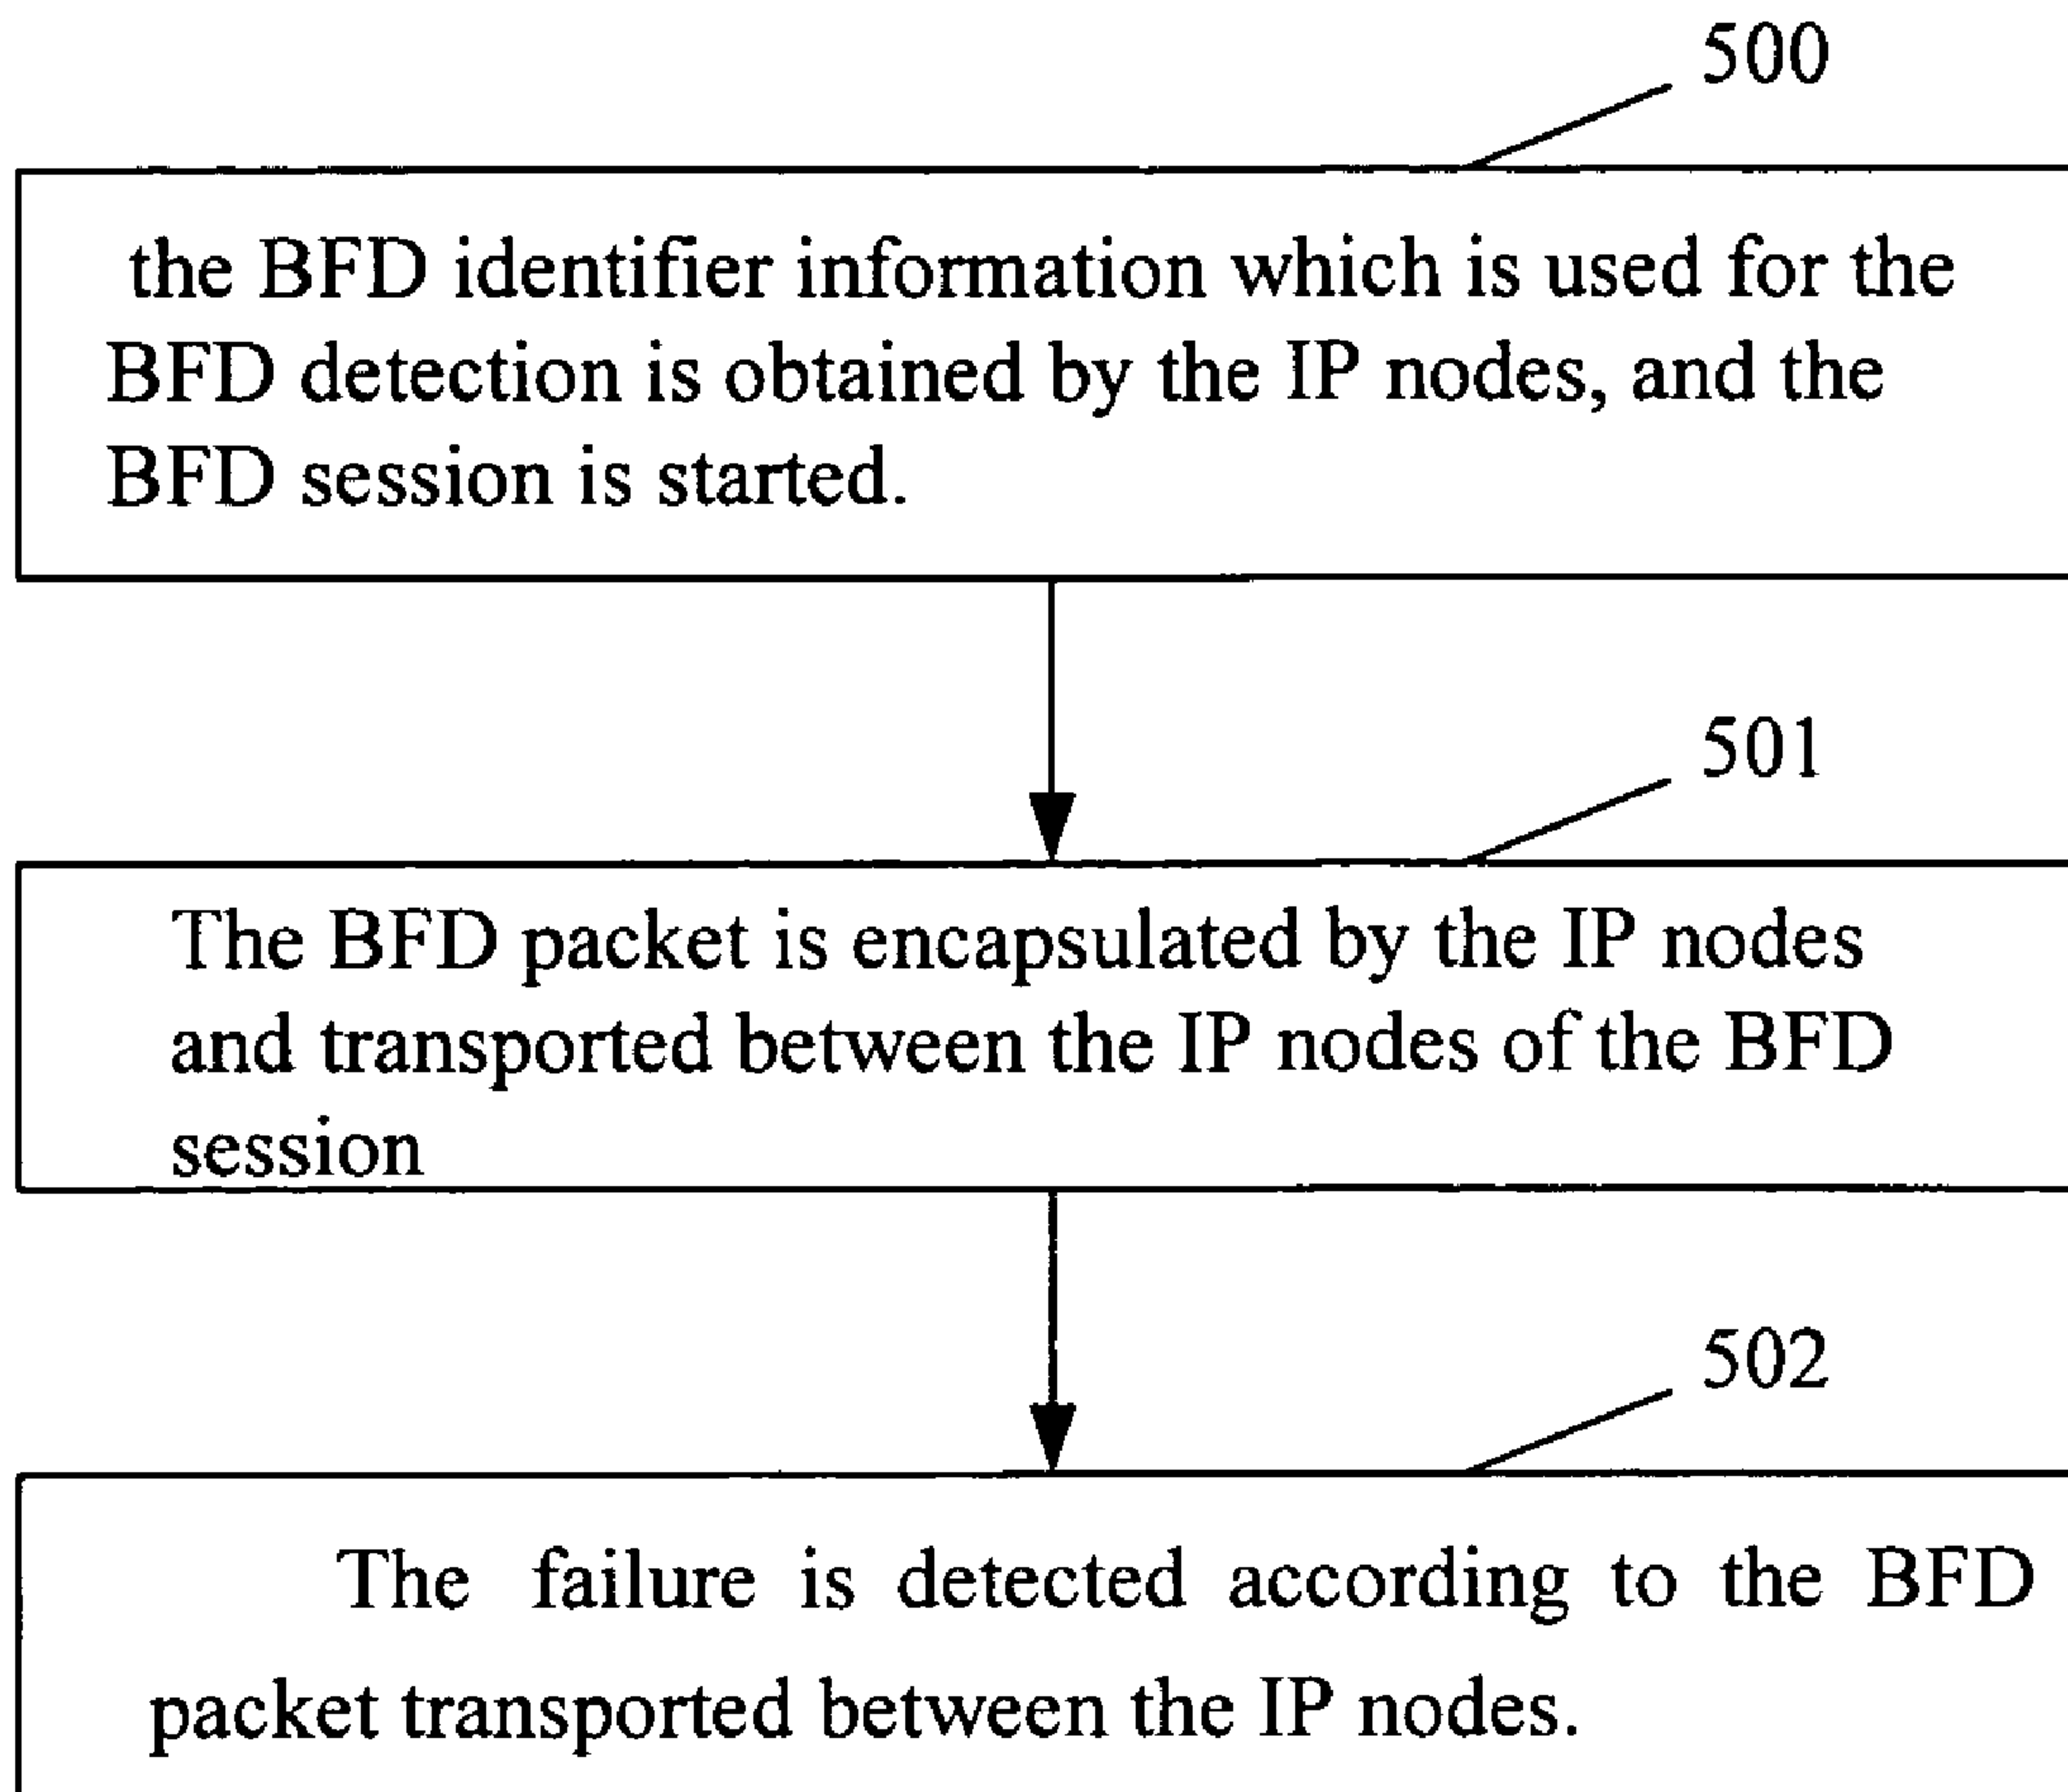 500
the BFD identifier information which is used for the
BFD detection is obtained by the IP nodes, and the
BFD session is started.
501
The BFD packet is encapsulated by the IP nodes
and transported between the IP nodes of the BFD
session
502
The failure is detected according to the BFD
packet transported between the IP nodes.